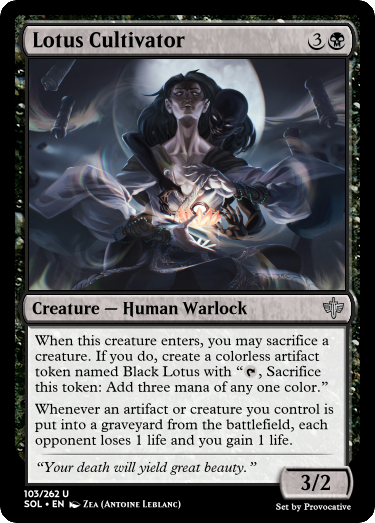 Lotus Cultivator 3
Creature — Human Warlock
When this creature enters, you may sacrifice a
creature. If you do, create a colorless artifact
token named Black Lotus with “, Sacrifice
this token: Add three mana of any one color.”
Whenever an artifact or creature you control is
put into a graveyard from the battlefield, each
opponent loses 1 life and you gain 1 life.
“Your death will yield great beauty.”
3/2
103/262 U
SOL • EN Zea (Antoine Leblanc)
Set by Provocative